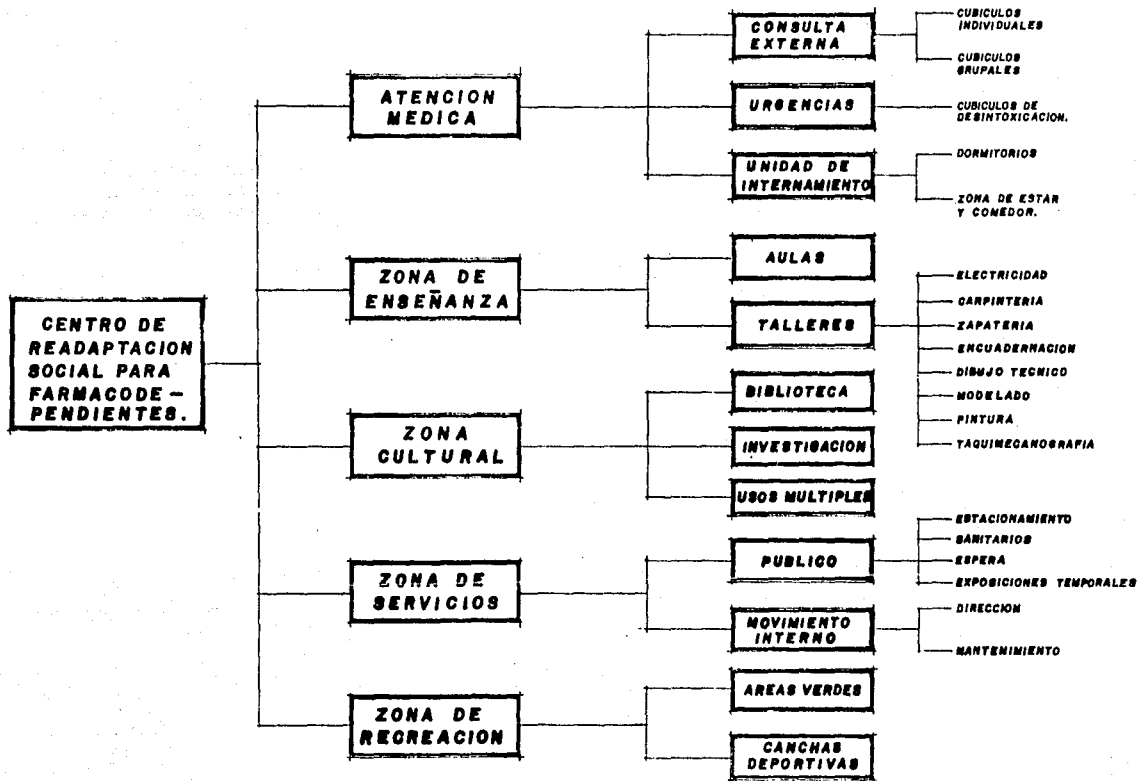 CENTRO DE
READAPTACION
SOCIAL PARA
FARMACODE-
PENDIENTES.
ATENCION
MEDICA
CONSULTA
EXTERNA
CUBICULOS
INDIVIDUALES
CUBICULOS
GRUPALES
URGENCIAS
CUBICULOS DE
DESINTOXICACION.
UNIDAD DE
INTERNAMIENTO
DORMITORIOS
ZONA DE ESTAR
Y COMEDOR.
ZONA DE
ENSEÑANZA
AULAS
TALLERES
ELECTRICIDAD
CARPINTERIA
ZAPATERIA
ENCUADERNACION
DIBUJO TECNICO
MODELADO
PINTURA
TAQUIMECANOGRAFIA
ZONA
CULTURAL
BIBLIOTECA
INVESTIGACION
USOS MULTIPLES
ZONA DE
SERVICIOS
PUBLICO
ESTACIONAMIENTO
SANITARIOS
ESPERA
EXPOSICIONES TEMPORALES
MOVIMIENTO
INTERNO
DIRECCION
MANTENIMIENTO
ZONA DE
RECREACION
AREAS VERDES
CANCHAS
DEPORTIVAS